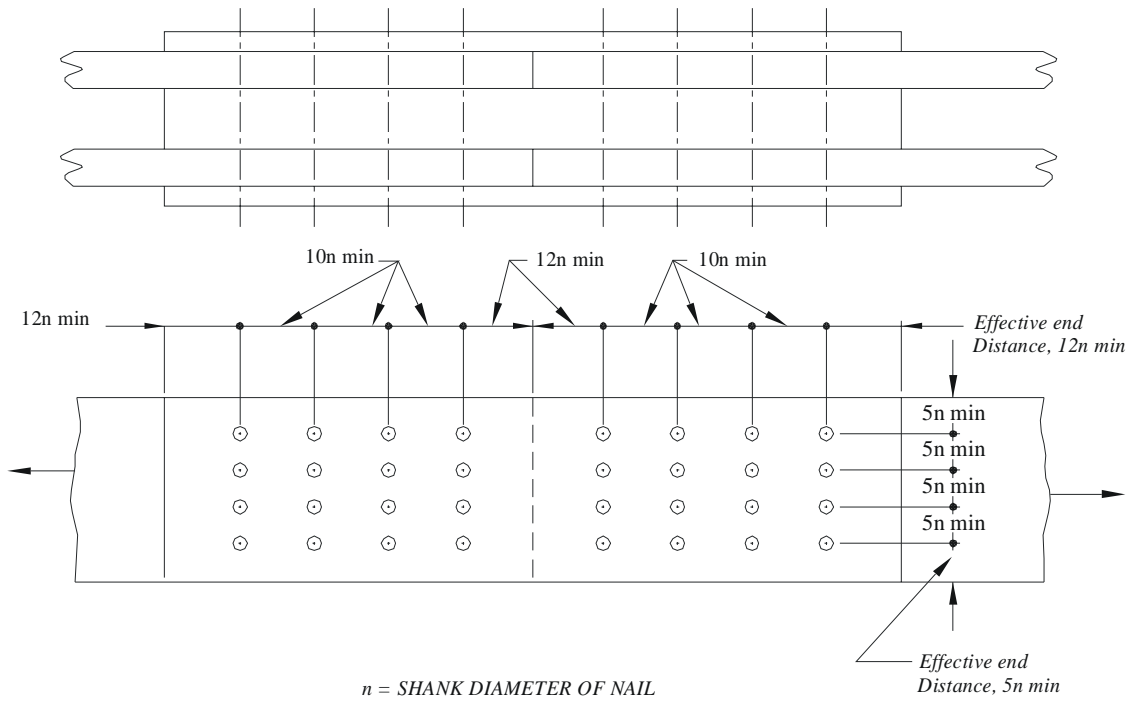 10n min
12n min
10n min
12n min
Effective end
Distance, 12n min
5n min
5n min
5n min
5n min
Effective end
Distance, 5n min
n = SHANK DIAMETER OF NAIL